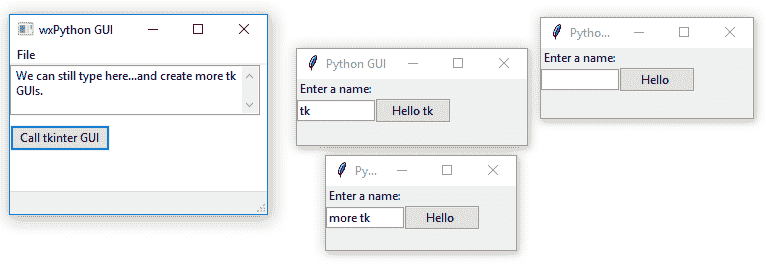 wxPython GUI
File
We can still type here...and create more tk
GUIs.
Call tkinter GUI
Python GUI
Enter a name:
tk
Hello tk
Py...
Enter a name:
more tk
Hello
Pytho...
Enter a name:
Hello